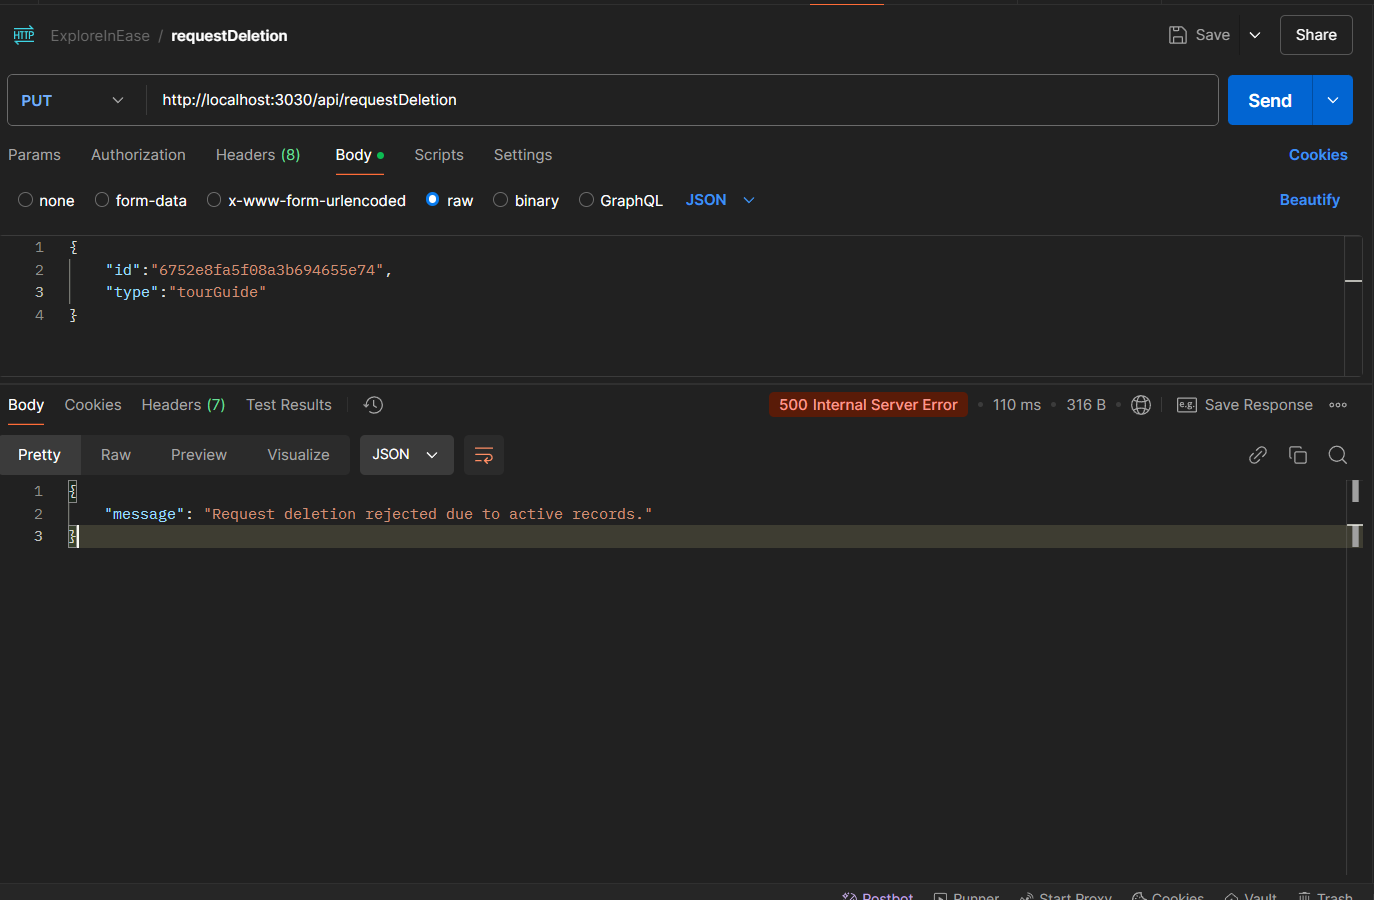 HTTP ExploreInEase / requestDeletion Save Share
PUT http://localhost:3030/api/requestDeletion Send
Params Authorization Headers (8) Body Scripts Settings Cookies
none form-data x-www-form-urlencoded raw binary GraphQL JSON Beautify
1 {
2 "id":"6752e8fa5f08a3b694655e74",
3 "type":"tourGuide"
4 }
Body Cookies Headers (7) Test Results 500 Internal Server Error 110 ms 316 B e.g. Save Response
Pretty Raw Preview Visualize JSON
1 {
2 "message": "Request deletion rejected due to active records."
3 }
Postbot Runner Start Proxy Cookies Vault Trash